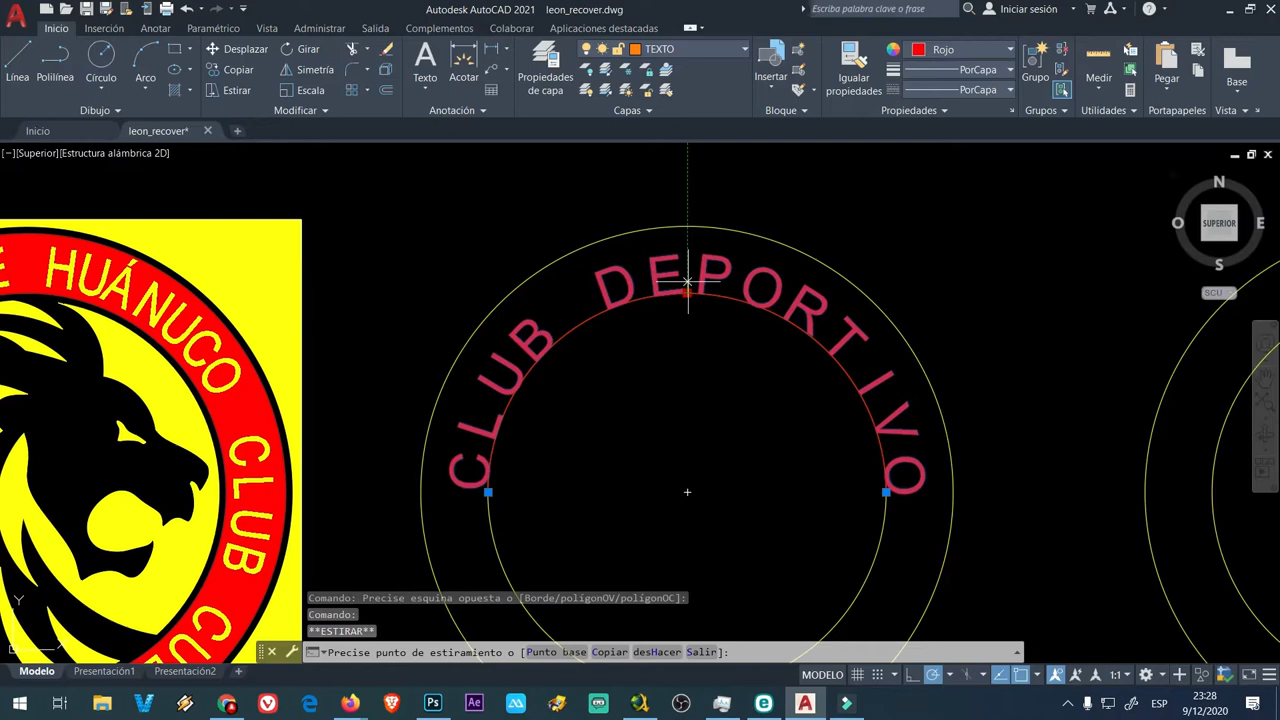 Autodesk AutoCAD 2021 leon_recover.dwg
Escriba palabra clave o frase
Iniciar sesión
Inicio Inserción Anotar Paramétrico Vista Administrar Salida Complementos Colaborar Aplicaciones destacadas
Línea Polilínea Círculo Arco
Desplazar Girar
Copiar Simetría
Estirar Escala
Texto Acotar
Propiedades de capa
TEXTO
Insertar
Igualar propiedades
Rojo
PorCapa
PorCapa
Grupo Medir Pegar Base
Dibujo Modificar Anotación Capas Bloque Propiedades Grupos Utilidades Portapapeles Vista
Inicio leon_recover*
[−][Superior][Estructura alámbrica 2D]
N
O SUPERIOR E
S
SCU
E HUÁNUCO CLUB CU
CLUB DEPORTIVO
Y
Comando: Precise esquina opuesta o [Borde/polígonOV/polígonOC]:
Comando:
**ESTIRAR**
Precise punto de estiramiento o [Punto base Copiar desHacer Salir]:
Modelo Presentación1 Presentación2
MODELO
1:1
ESP
23:28
9/12/2020